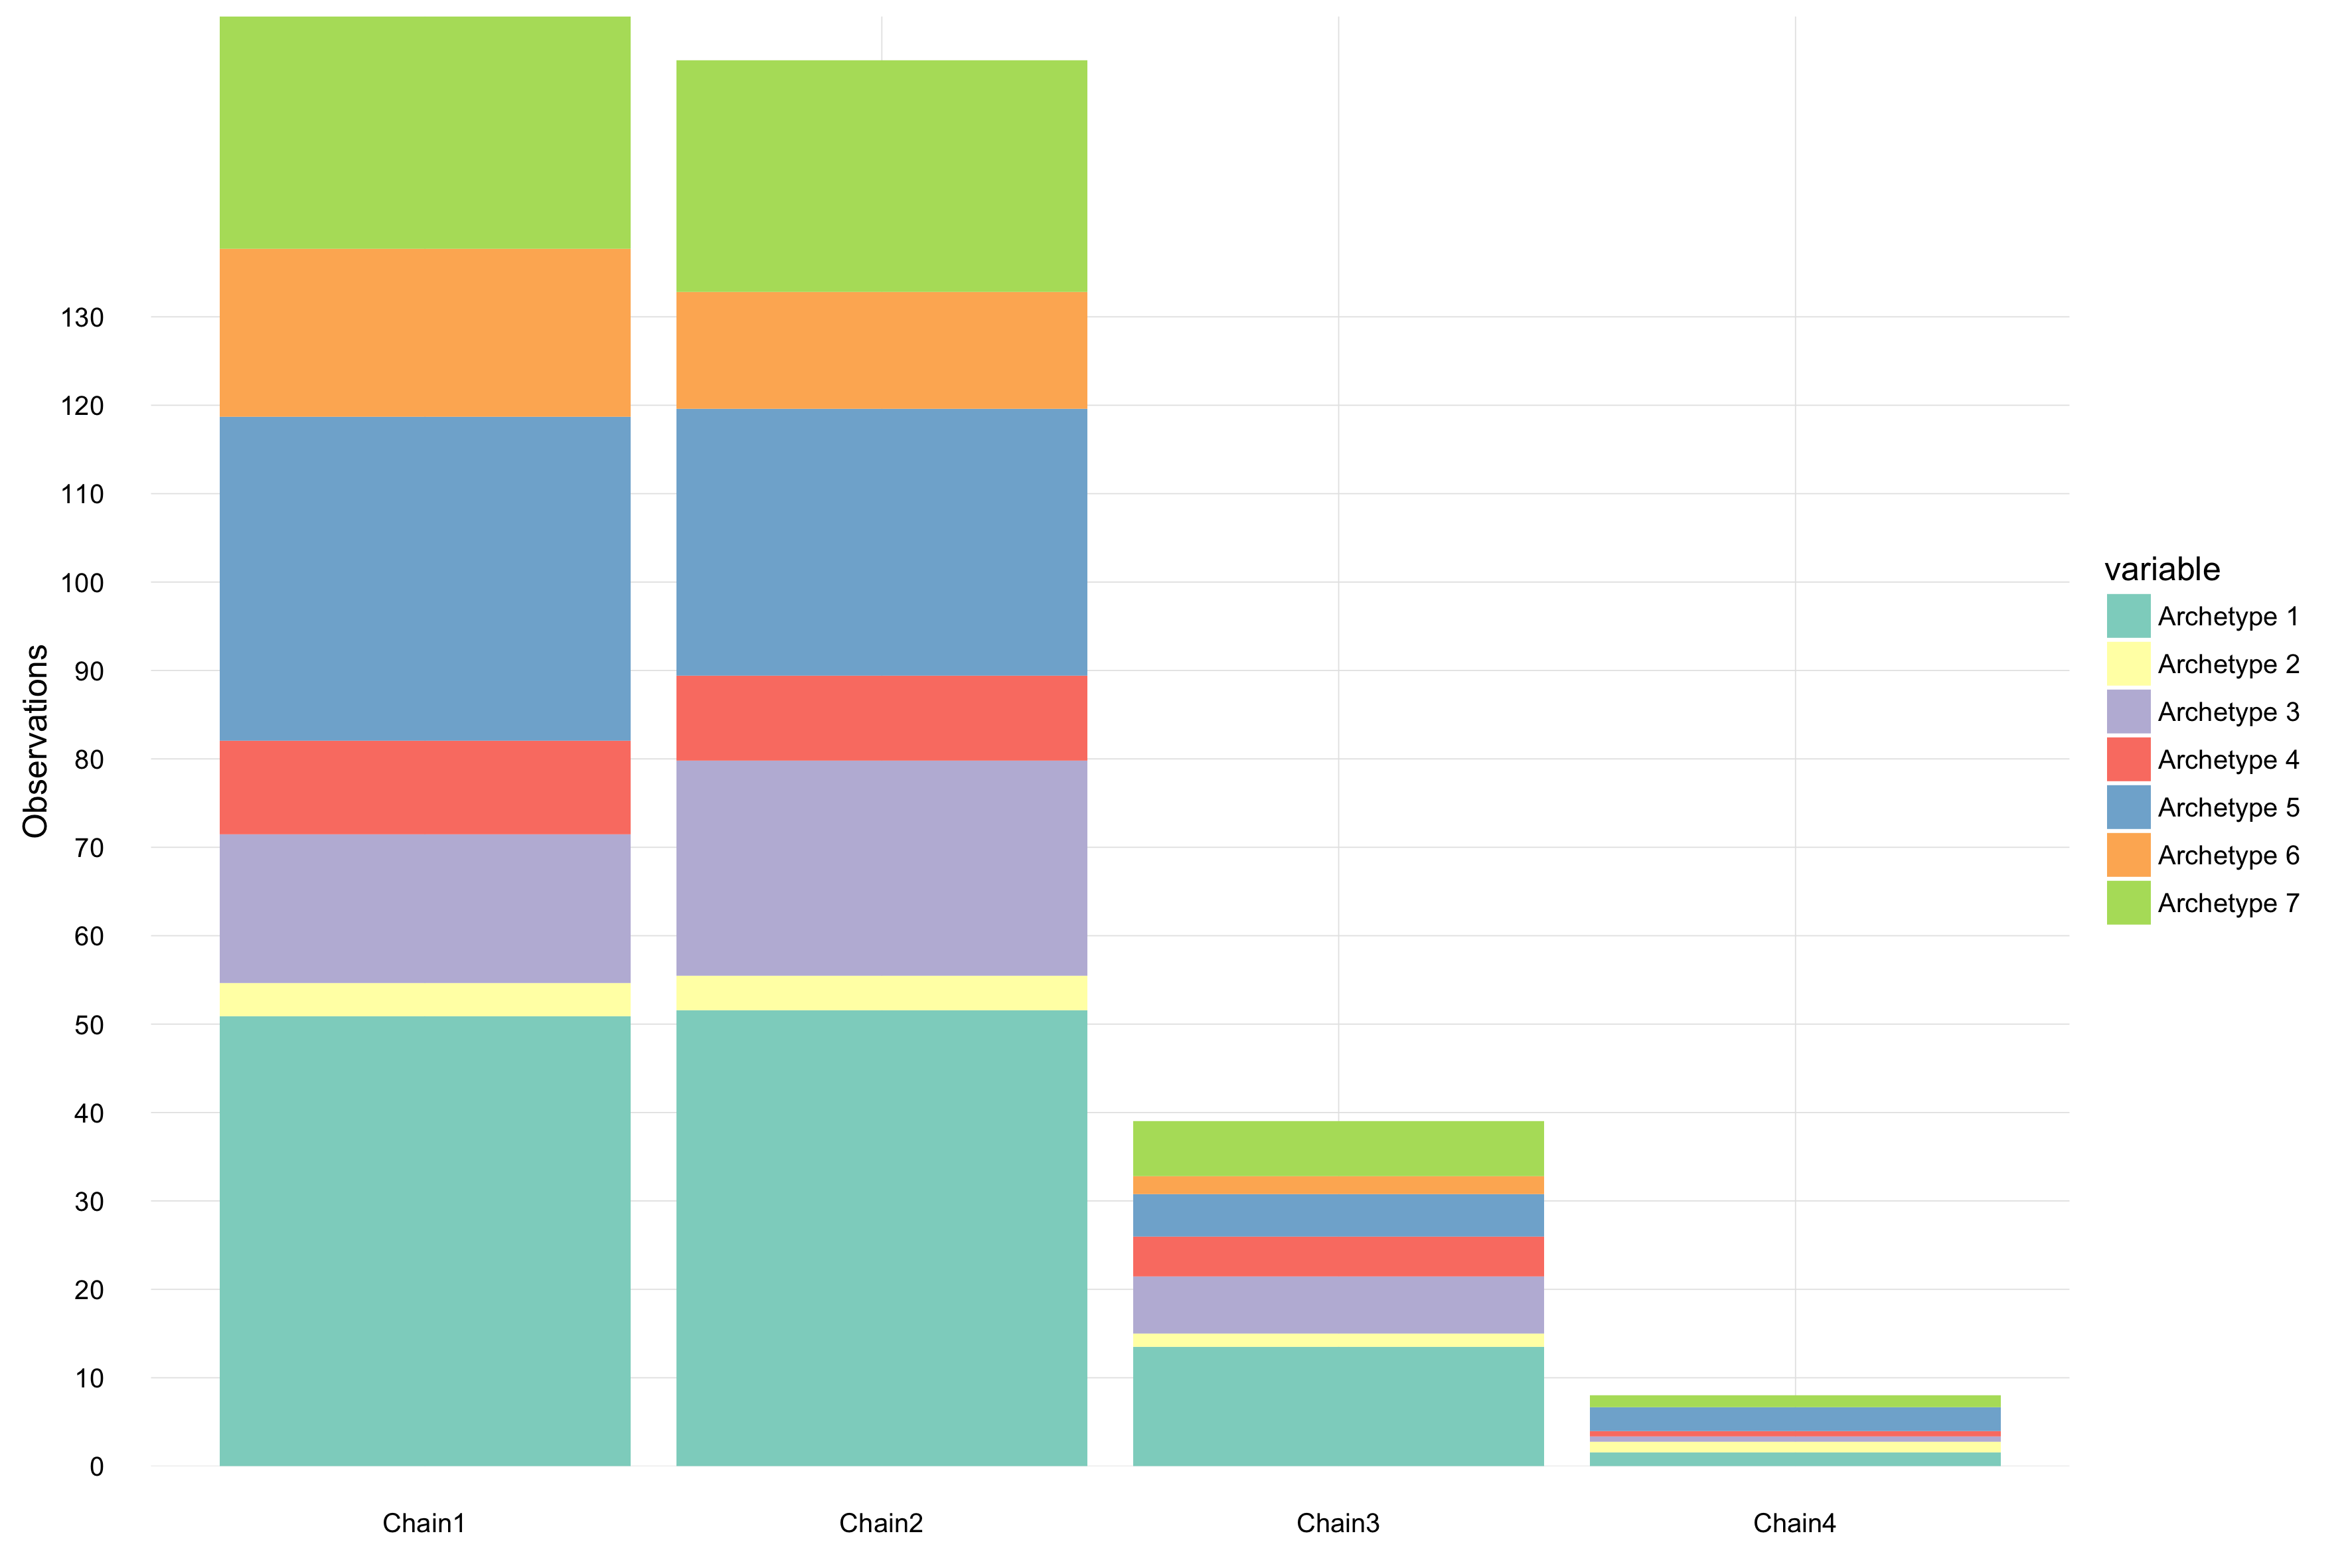 Observations
130
120
110
100
90
80
70
60
50
40
30
20
10
0
Chain1
Chain2
Chain3
Chain4
variable
Archetype 1
Archetype 2
Archetype 3
Archetype 4
Archetype 5
Archetype 6
Archetype 7